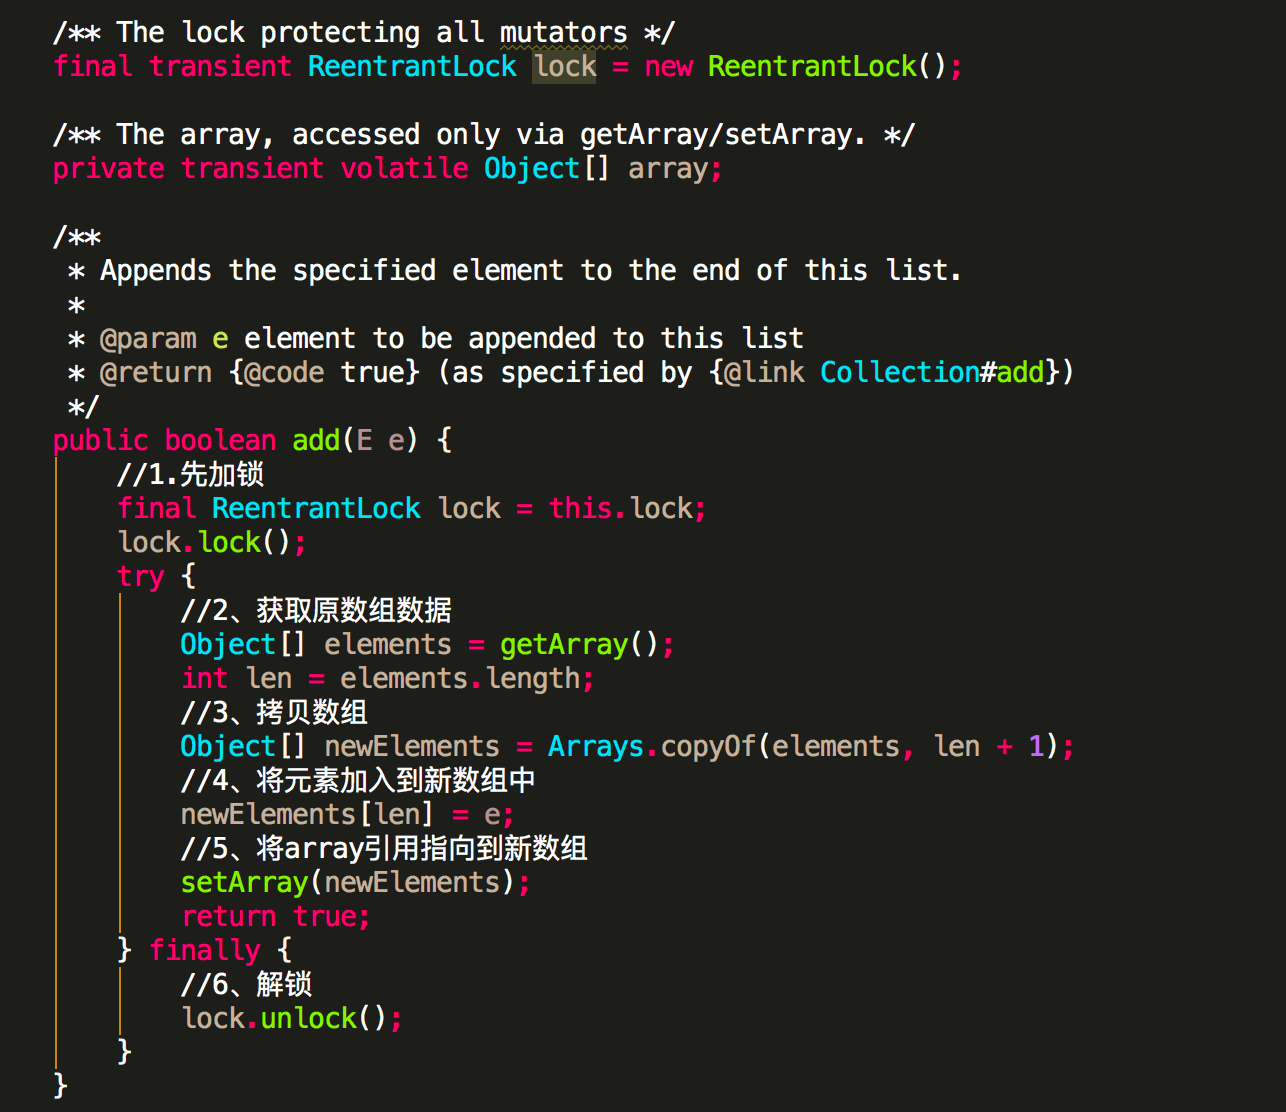 /** The lock protecting all mutators */
final transient ReentrantLock lock = new ReentrantLock();
/** The array, accessed only via getArray/setArray. */
private transient volatile Object[] array;
/**
* Appends the specified element to the end of this list.
*
* @param e element to be appended to this list
* @return {@code true} (as specified by {@link Collection#add})
*/
public boolean add(E e) {
//1.先加锁
final ReentrantLock lock = this.lock;
lock.lock();
try {
//2、获取原数组数据
Object[] elements = getArray();
int len = elements.length;
//3、拷贝数组
Object[] newElements = Arrays.copyOf(elements, len + 1);
//4、将元素加入到新数组中
newElements[len] = e;
//5、将array引用指向到新数组
setArray(newElements);
return true;
} finally {
//6、解锁
lock.unlock();
}
}